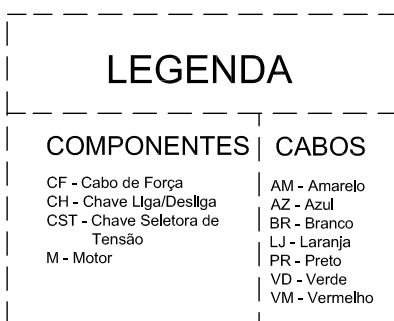 LEGENDA
COMPONENTES
CF - Cabo de Força
CH - Chave Liga/Desliga
CST - Chave Seletora de
Tensão
M - Motor
CABOS
AM - Amarelo
AZ - Azul
BR - Branco
LJ - Laranja
PR - Preto
VD - Verde
VM - Vermelho